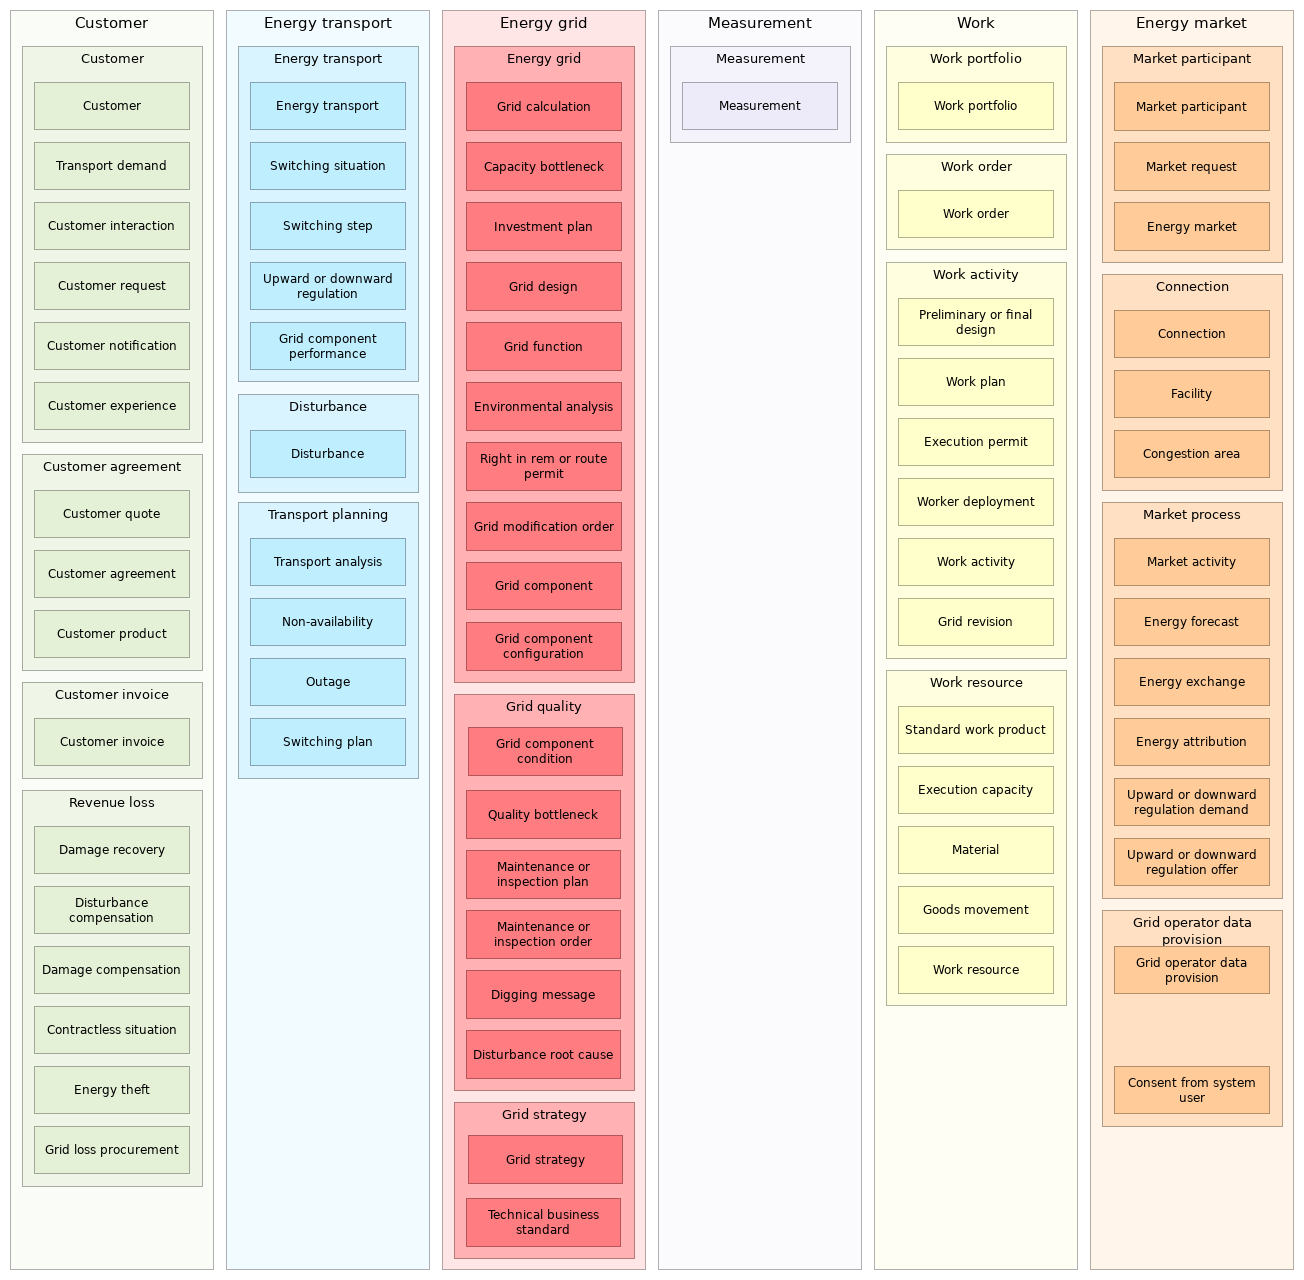 Customer
Customer
Customer
Transport demand
Customer interaction
Customer request
Customer notification
Customer experience
Customer agreement
Customer quote
Customer agreement
Customer product
Customer invoice
Customer invoice
Revenue loss
Damage recovery
Disturbance
compensation
Damage compensation
Contractless situation
Energy theft
Grid loss procurement
Energy transport
Energy transport
Energy transport
Switching situation
Switching step
Upward or downward
regulation
Grid component
performance
Disturbance
Disturbance
Transport planning
Transport analysis
Non-availability
Outage
Switching plan
Energy grid
Energy grid
Grid calculation
Capacity bottleneck
Investment plan
Grid design
Grid function
Environmental analysis
Right in rem or route
permit
Grid modification order
Grid component
Grid component
configuration
Grid quality
Grid component
condition
Quality bottleneck
Maintenance or
inspection plan
Maintenance or
inspection order
Digging message
Disturbance root cause
Grid strategy
Grid strategy
Technical business
standard
Measurement
Measurement
Measurement
Work
Work portfolio
Work portfolio
Work order
Work order
Work activity
Preliminary or final
design
Work plan
Execution permit
Worker deployment
Work activity
Grid revision
Work resource
Standard work product
Execution capacity
Material
Goods movement
Work resource
Energy market
Market participant
Market participant
Market request
Energy market
Connection
Connection
Facility
Congestion area
Market process
Market activity
Energy forecast
Energy exchange
Energy attribution
Upward or downward
regulation demand
Upward or downward
regulation offer
Grid operator data
provision
Grid operator data
provision
Consent from system
user